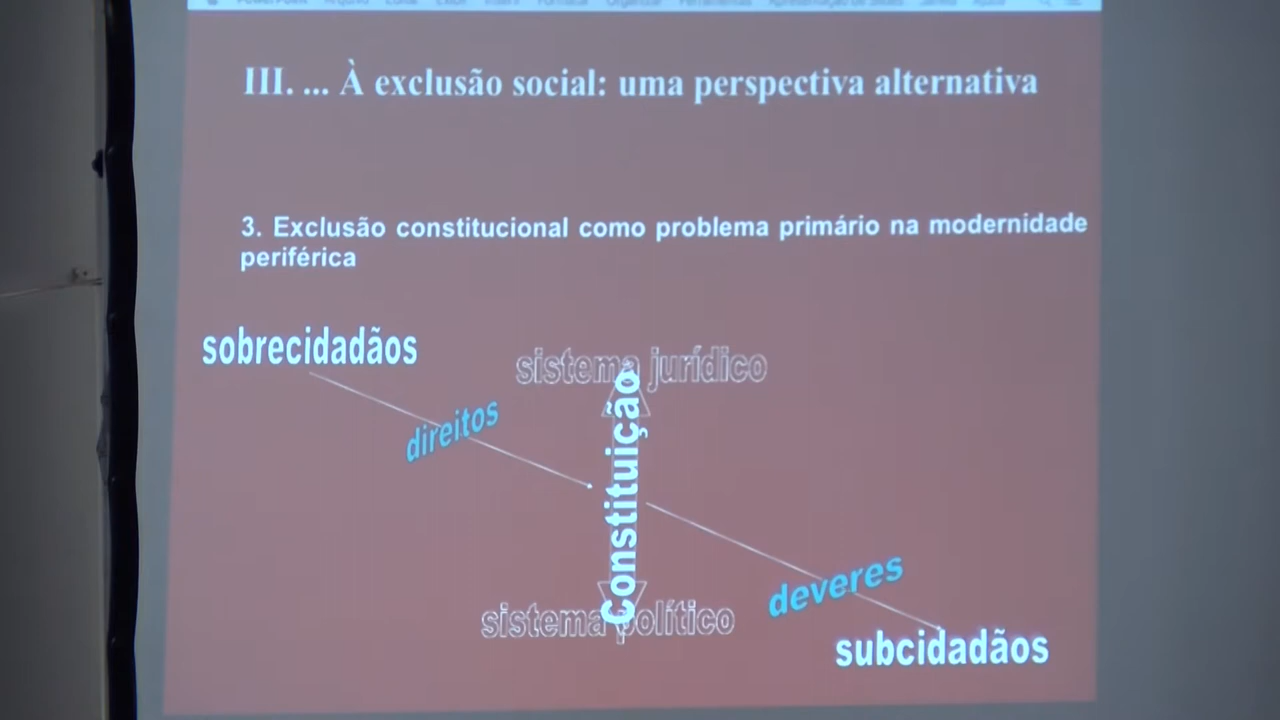 III. ... À exclusão social: uma perspectiva alternativa
3. Exclusão constitucional como problema primário na modernidade
periférica
sobrecidadãos
sistema jurídico
direitos
Constituição
deveres
sistema político
subcidadãos